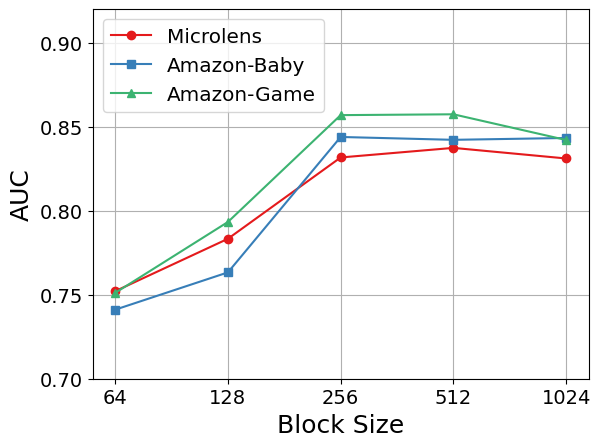 Microlens
Amazon-Baby
Amazon-Game
AUC
0.90
0.85
0.80
0.75
0.70
64 128 256 512 1024
Block Size